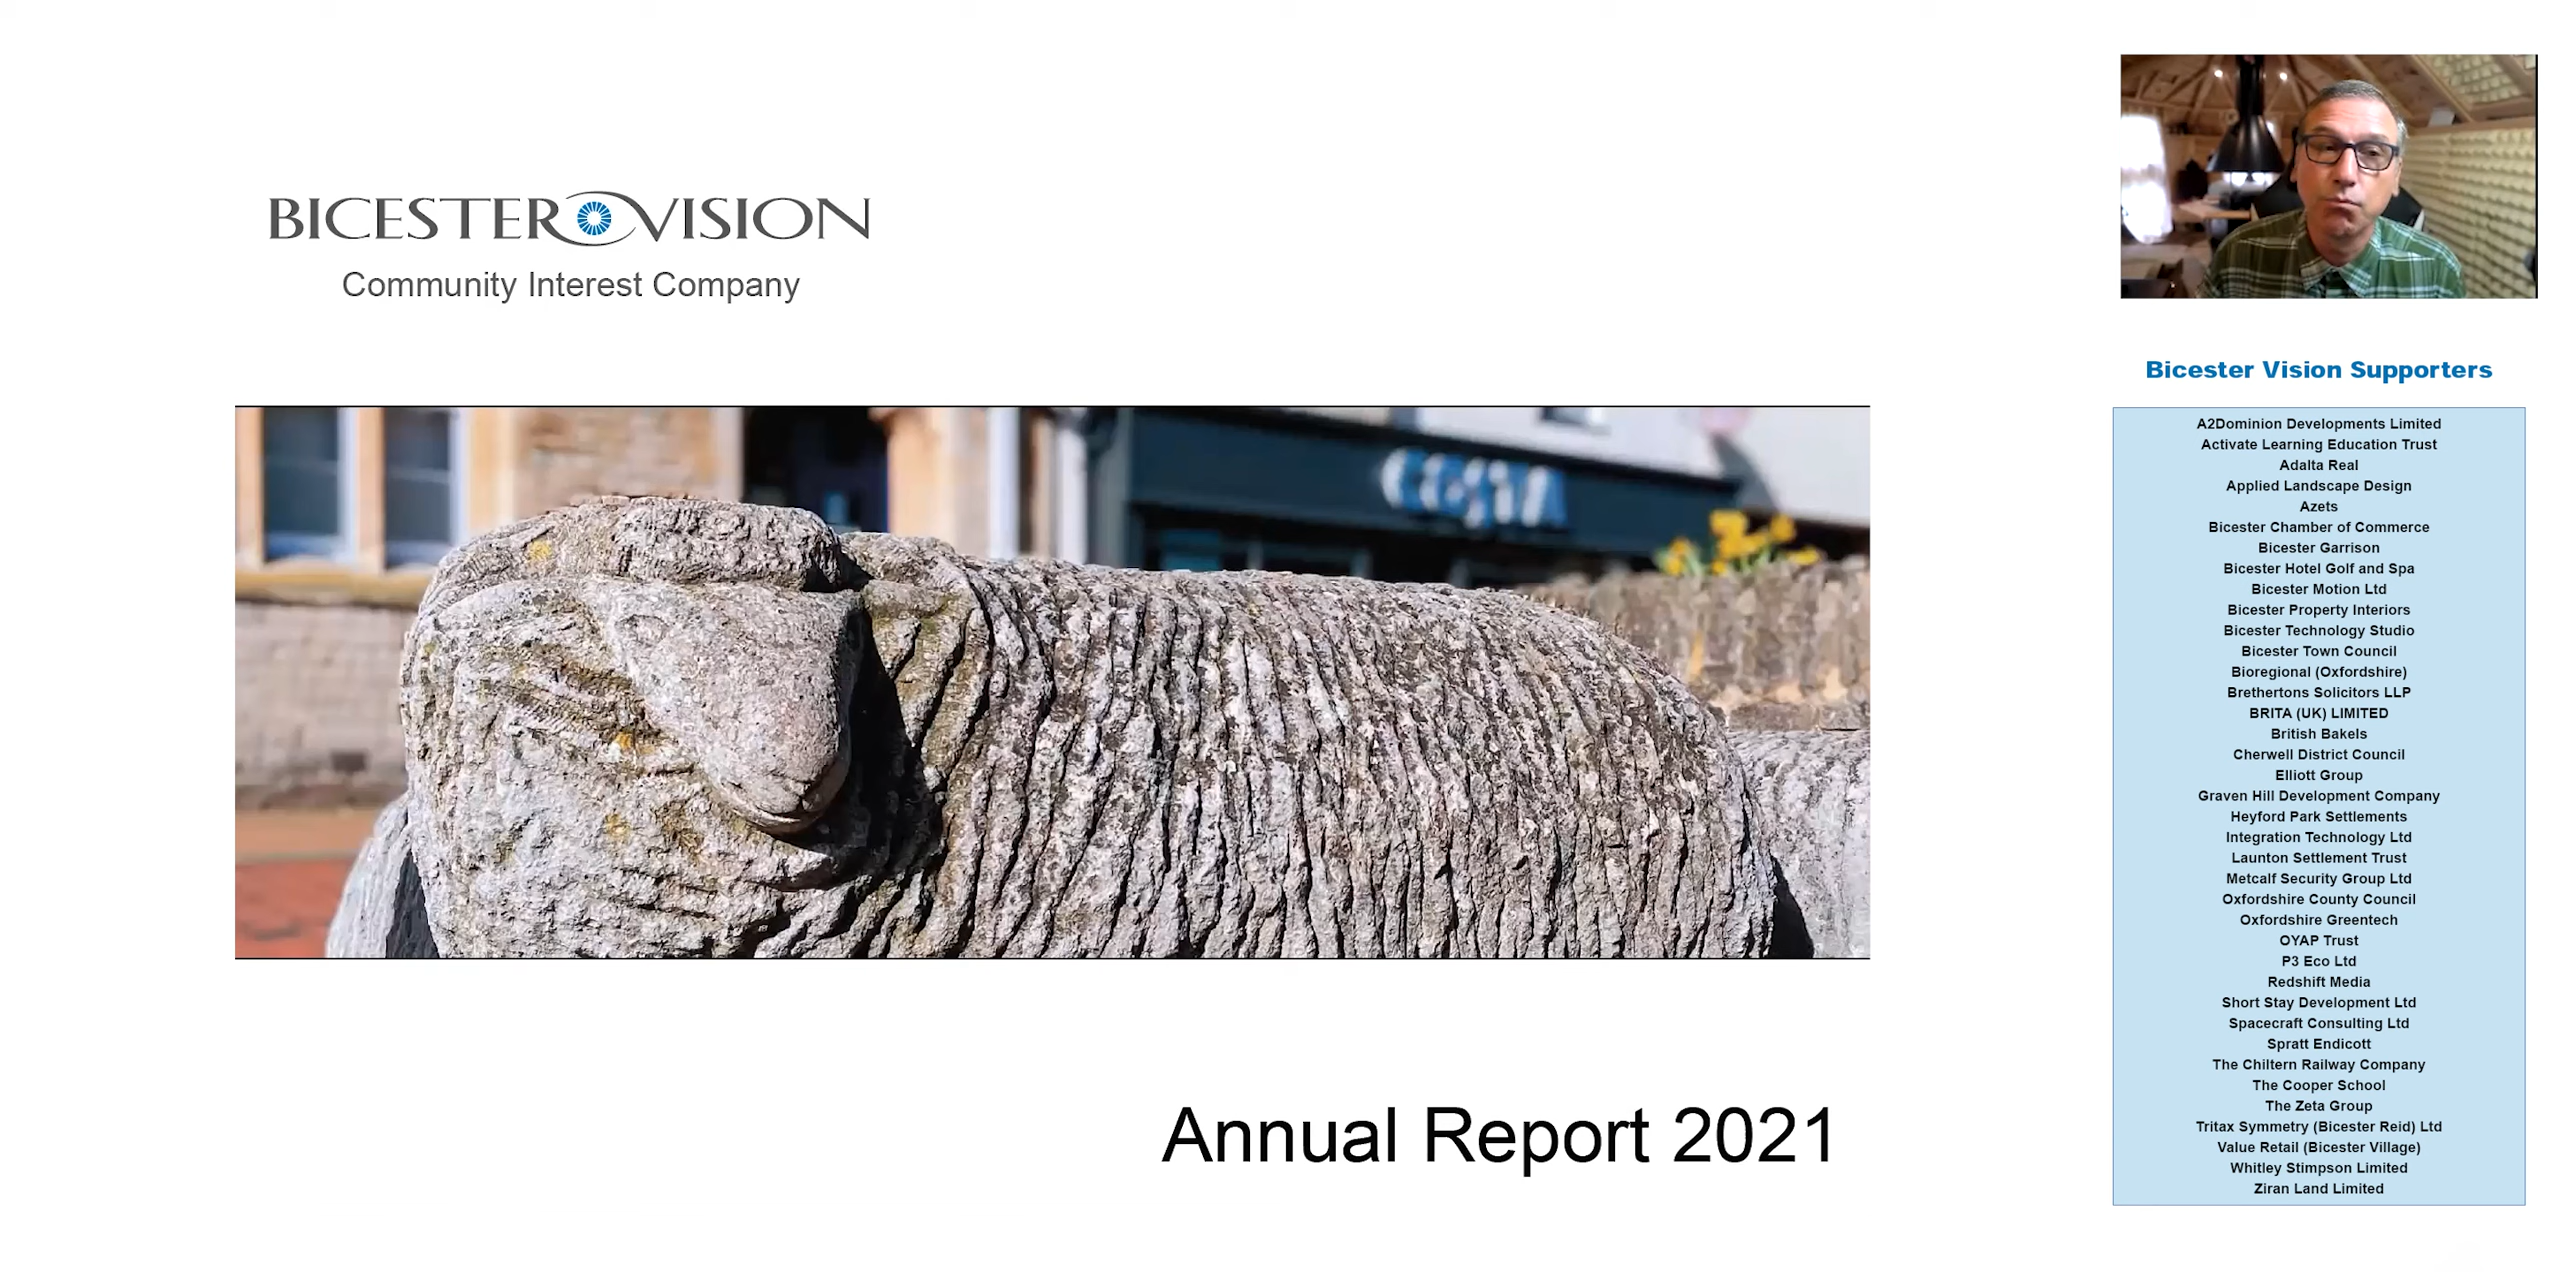 BICESTER VISION
Community Interest Company
COSTA
Annual Report 2021
Bicester Vision Supporters
A2Dominion Developments Limited
Activate Learning Education Trust
Adalta Real
Applied Landscape Design
Azets
Bicester Chamber of Commerce
Bicester Garrison
Bicester Hotel Golf and Spa
Bicester Motion Ltd
Bicester Property Interiors
Bicester Technology Studio
Bicester Town Council
Bioregional (Oxfordshire)
Brethertons Solicitors LLP
BRITA (UK) LIMITED
British Bakels
Cherwell District Council
Elliott Group
Graven Hill Development Company
Heyford Park Settlements
Integration Technology Ltd
Launton Settlement Trust
Metcalf Security Group Ltd
Oxfordshire County Council
Oxfordshire Greentech
OYAP Trust
P3 Eco Ltd
Redshift Media
Short Stay Development Ltd
Spacecraft Consulting Ltd
Spratt Endicott
The Chiltern Railway Company
The Cooper School
The Zeta Group
Tritax Symmetry (Bicester Reid) Ltd
Value Retail (Bicester Village)
Whitley Stimpson Limited
Ziran Land Limited